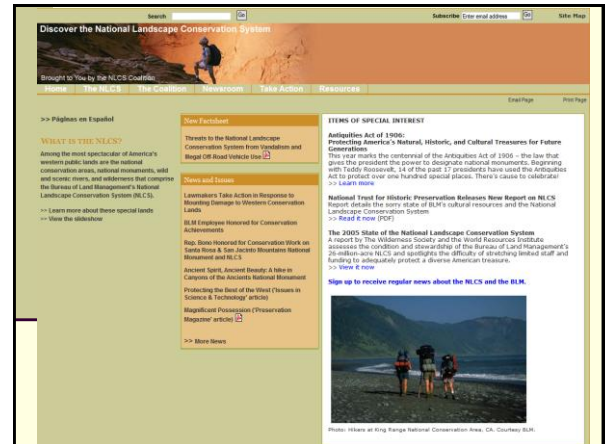 Search
Go
Subscribe Enter email address Go Site Map
Discover the National Landscape Conservation System
Brought to You by the NLCS Coalition
Home The NLCS The Coalition Newsroom Take Action Resources
Email Page Print Page
>> Páginas en Español
WHAT IS THE NLCS?
Among the most spectacular of America's
western public lands are the national
conservation areas, national monuments, wild
and scenic rivers, and wilderness that comprise
the Bureau of Land Management's National
Landscape Conservation System (NLCS).
>> Learn more about these special lands
>> View the slideshow
New Factsheet
Threats to the National Landscape
Conservation System from Vandalism and
Illegal Off-Road Vehicle Use
News and Issues
Lawmakers Take Action in Response to
Mounting Damage to Western Conservation
Lands
BLM Employee Honored for Conservation
Achievements
Rep. Bono Honored for Conservation Work on
Santa Rosa & San Jacinto Mountains National
Monument and NLCS
Ancient Spirit, Ancient Beauty: A hike in
Canyons of the Ancients National Monument
Protecting the Best of the West ('Issues in
Science & Technology' article)
Magnificent Possession ('Preservation
Magazine' article)
>> More News
ITEMS OF SPECIAL INTEREST
Antiquities Act of 1906:
Protecting America's Natural, Historic, and Cultural Treasures for Future
Generations
This year marks the centennial of the Antiquities Act of 1906 – the law that
gives the president the power to designate national monuments. Beginning
with Teddy Roosevelt, 14 of the past 17 presidents have used the Antiquities
Act to protect over one hundred special places. There's cause to celebrate!
>> Learn more
National Trust for Historic Preservation Releases New Report on NLCS
Report details the sorry state of BLM's cultural resources and the National
Landscape Conservation System
>> Read it now (PDF)
The 2005 State of the National Landscape Conservation System
A report by The Wilderness Society and the World Resources Institute
assesses the condition and stewardship of the Bureau of Land Management's
26-million-acre NLCS and spotlights the difficulty of stretching limited staff and
funding to adequately protect a diverse American treasure.
>> View it now
Sign up to receive regular news about the NLCS and the BLM.
Photo: Hikers at King Range National Conservation Area, CA. Courtesy BLM.